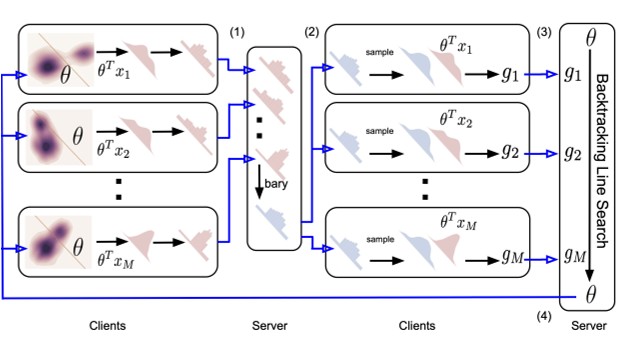 (1)
(2)
(3)
θ
θ^T x_1
sample
θ^T x_1
g_1
θ
g_1
θ
θ^T x_2
sample
θ^T x_2
g_2
g_2
bary
Backtracking Line Search
θ
θ^T x_M
sample
θ^T x_M
g_M
g_M
θ
(4)
Clients
Server
Clients
Server